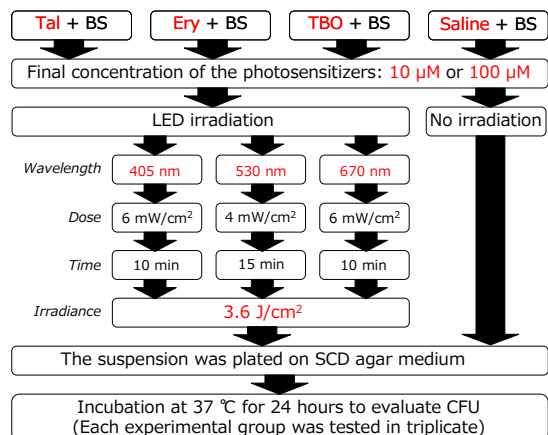 Tal + BS
Ery + BS
TBO + BS
Saline + BS
Final concentration of the photosensitizers: 10 μM or 100 μM
LED irradiation
No irradiation
Wavelength
405 nm
530 nm
670 nm
Dose
6 mW/cm²
4 mW/cm²
6 mW/cm²
Time
10 min
15 min
10 min
Irradiance
3.6 J/cm²
The suspension was plated on SCD agar medium
Incubation at 37 ℃ for 24 hours to evaluate CFU
(Each experimental group was tested in triplicate)